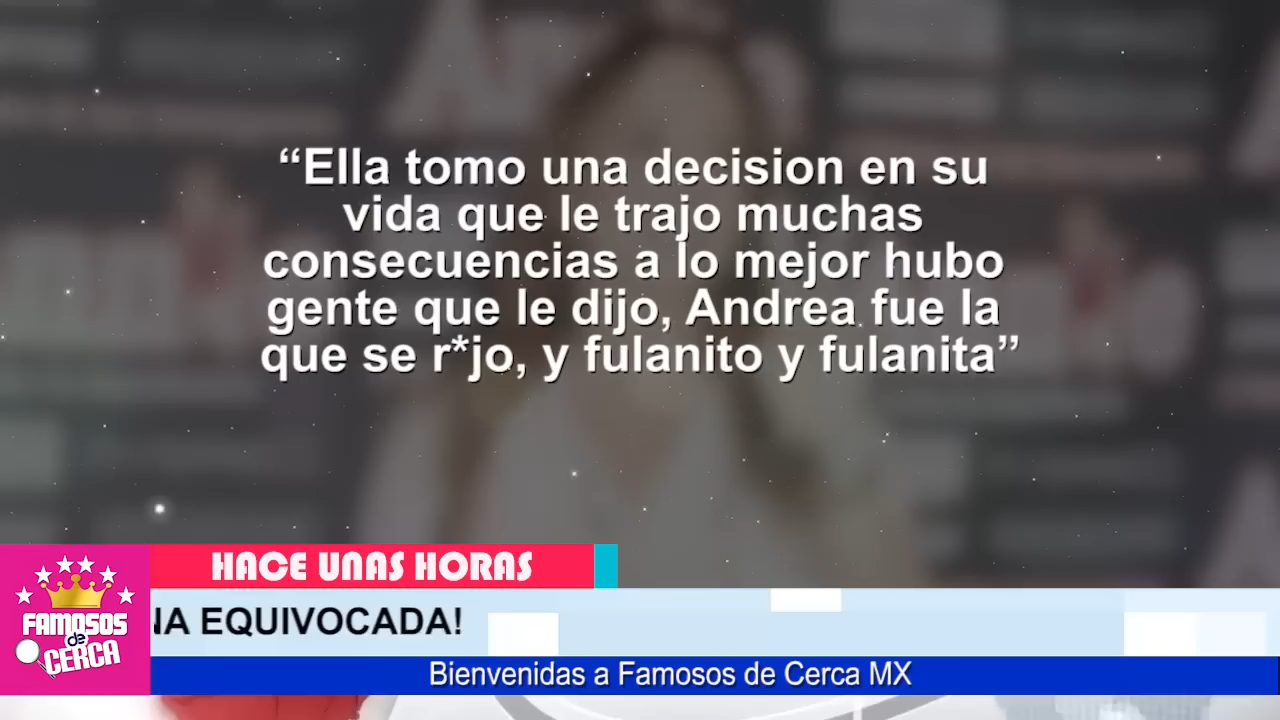 “Ella tomo una decision en su
vida que le trajo muchas
consecuencias a lo mejor hubo
gente que le dijo, Andrea fue la
que se r*jo, y fulanito y fulanita”
HACE UNAS HORAS
EQUIVOCADA!
FAMOSOS
de
CERCA
Bienvenidas a Famosos de Cerca MX